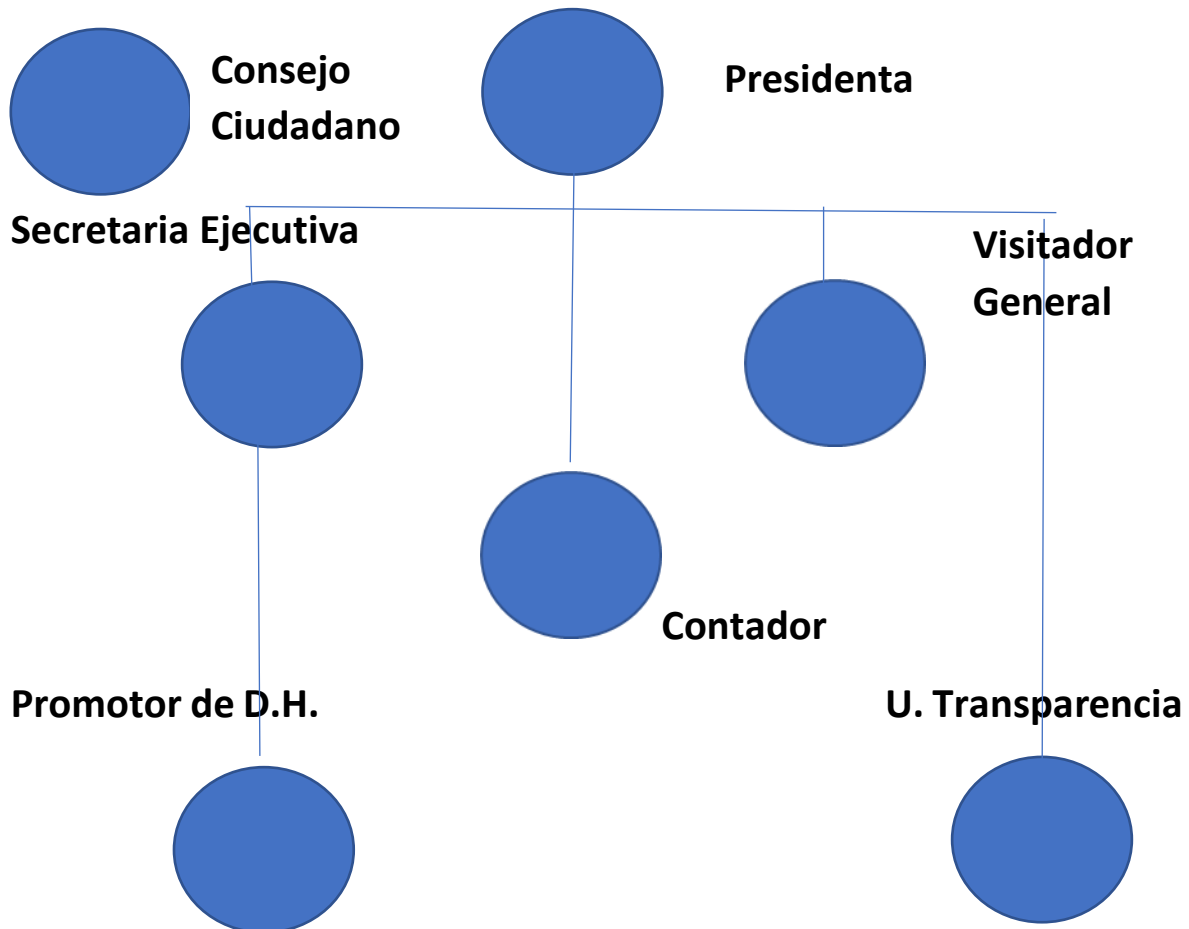 Consejo
Ciudadano
Presidenta
Secretaria Ejecutiva
Visitador
General
Contador
Promotor de D.H.
U. Transparencia